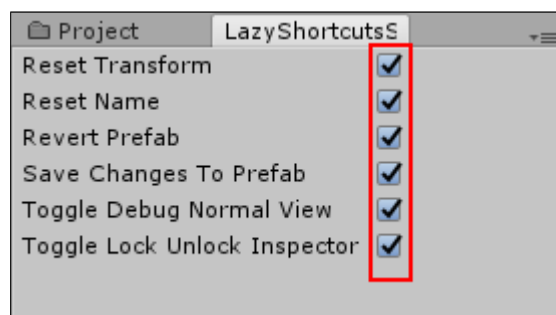 Project LazyShortcutsS
Reset Transform
Reset Name
Revert Prefab
Save Changes To Prefab
Toggle Debug Normal View
Toggle Lock Unlock Inspector